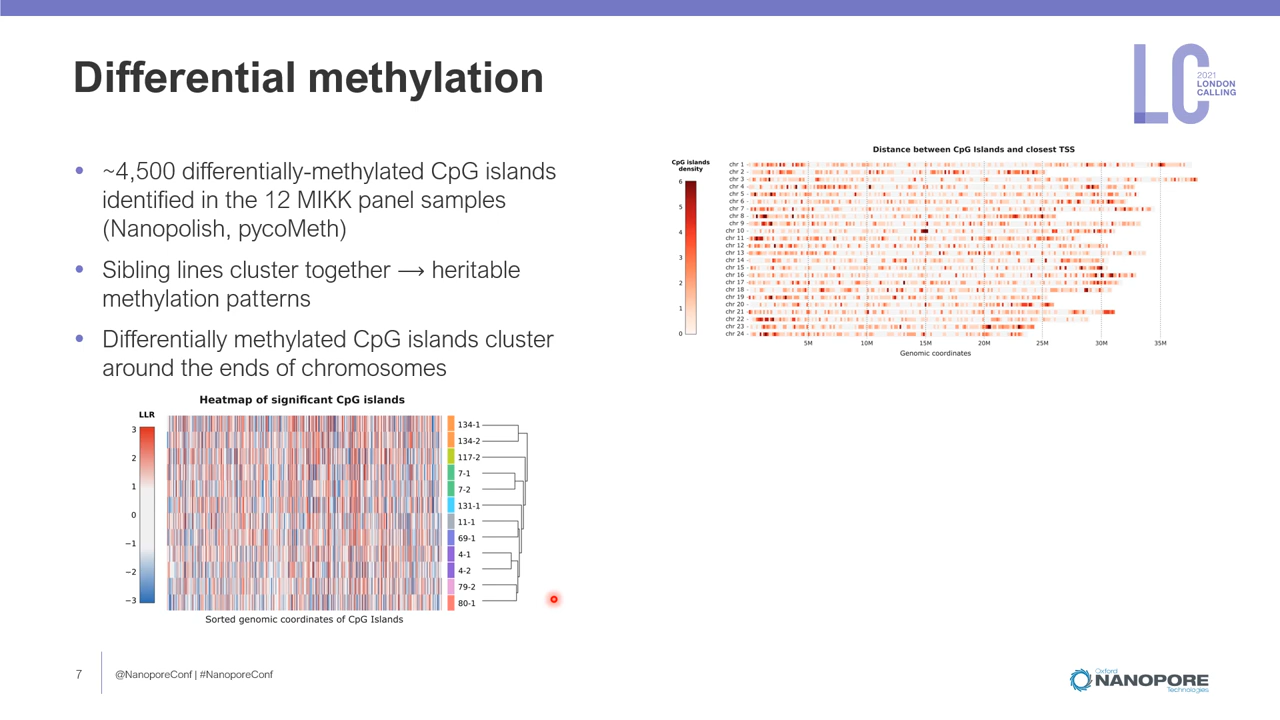 Differential methylation
LC
2021
LONDON
CALLING
• ~4,500 differentially-methylated CpG islands
identified in the 12 MIKK panel samples
(Nanopolish, pycoMeth)
• Sibling lines cluster together → heritable
methylation patterns
• Differentially methylated CpG islands cluster
around the ends of chromosomes
Distance between CpG Islands and closest TSS
CpG islands
density
6
5
4
3
2
1
0
chr 1
chr 2
chr 3
chr 4
chr 5
chr 6
chr 7
chr 8
chr 9
chr 10
chr 11
chr 12
chr 13
chr 14
chr 15
chr 16
chr 17
chr 18
chr 19
chr 20
chr 21
chr 22
chr 23
chr 24
5M 10M 15M 20M 25M 30M 35M
Genomic coordinates
Heatmap of significant CpG islands
LLR
3
2
1
0
−1
−2
−3
134-1
134-2
117-2
7-1
7-2
131-1
11-1
69-1
4-1
4-2
79-2
80-1
Sorted genomic coordinates of CpG Islands
7
@NanoporeConf | #NanoporeConf
Oxford
NANOPORE
Technologies